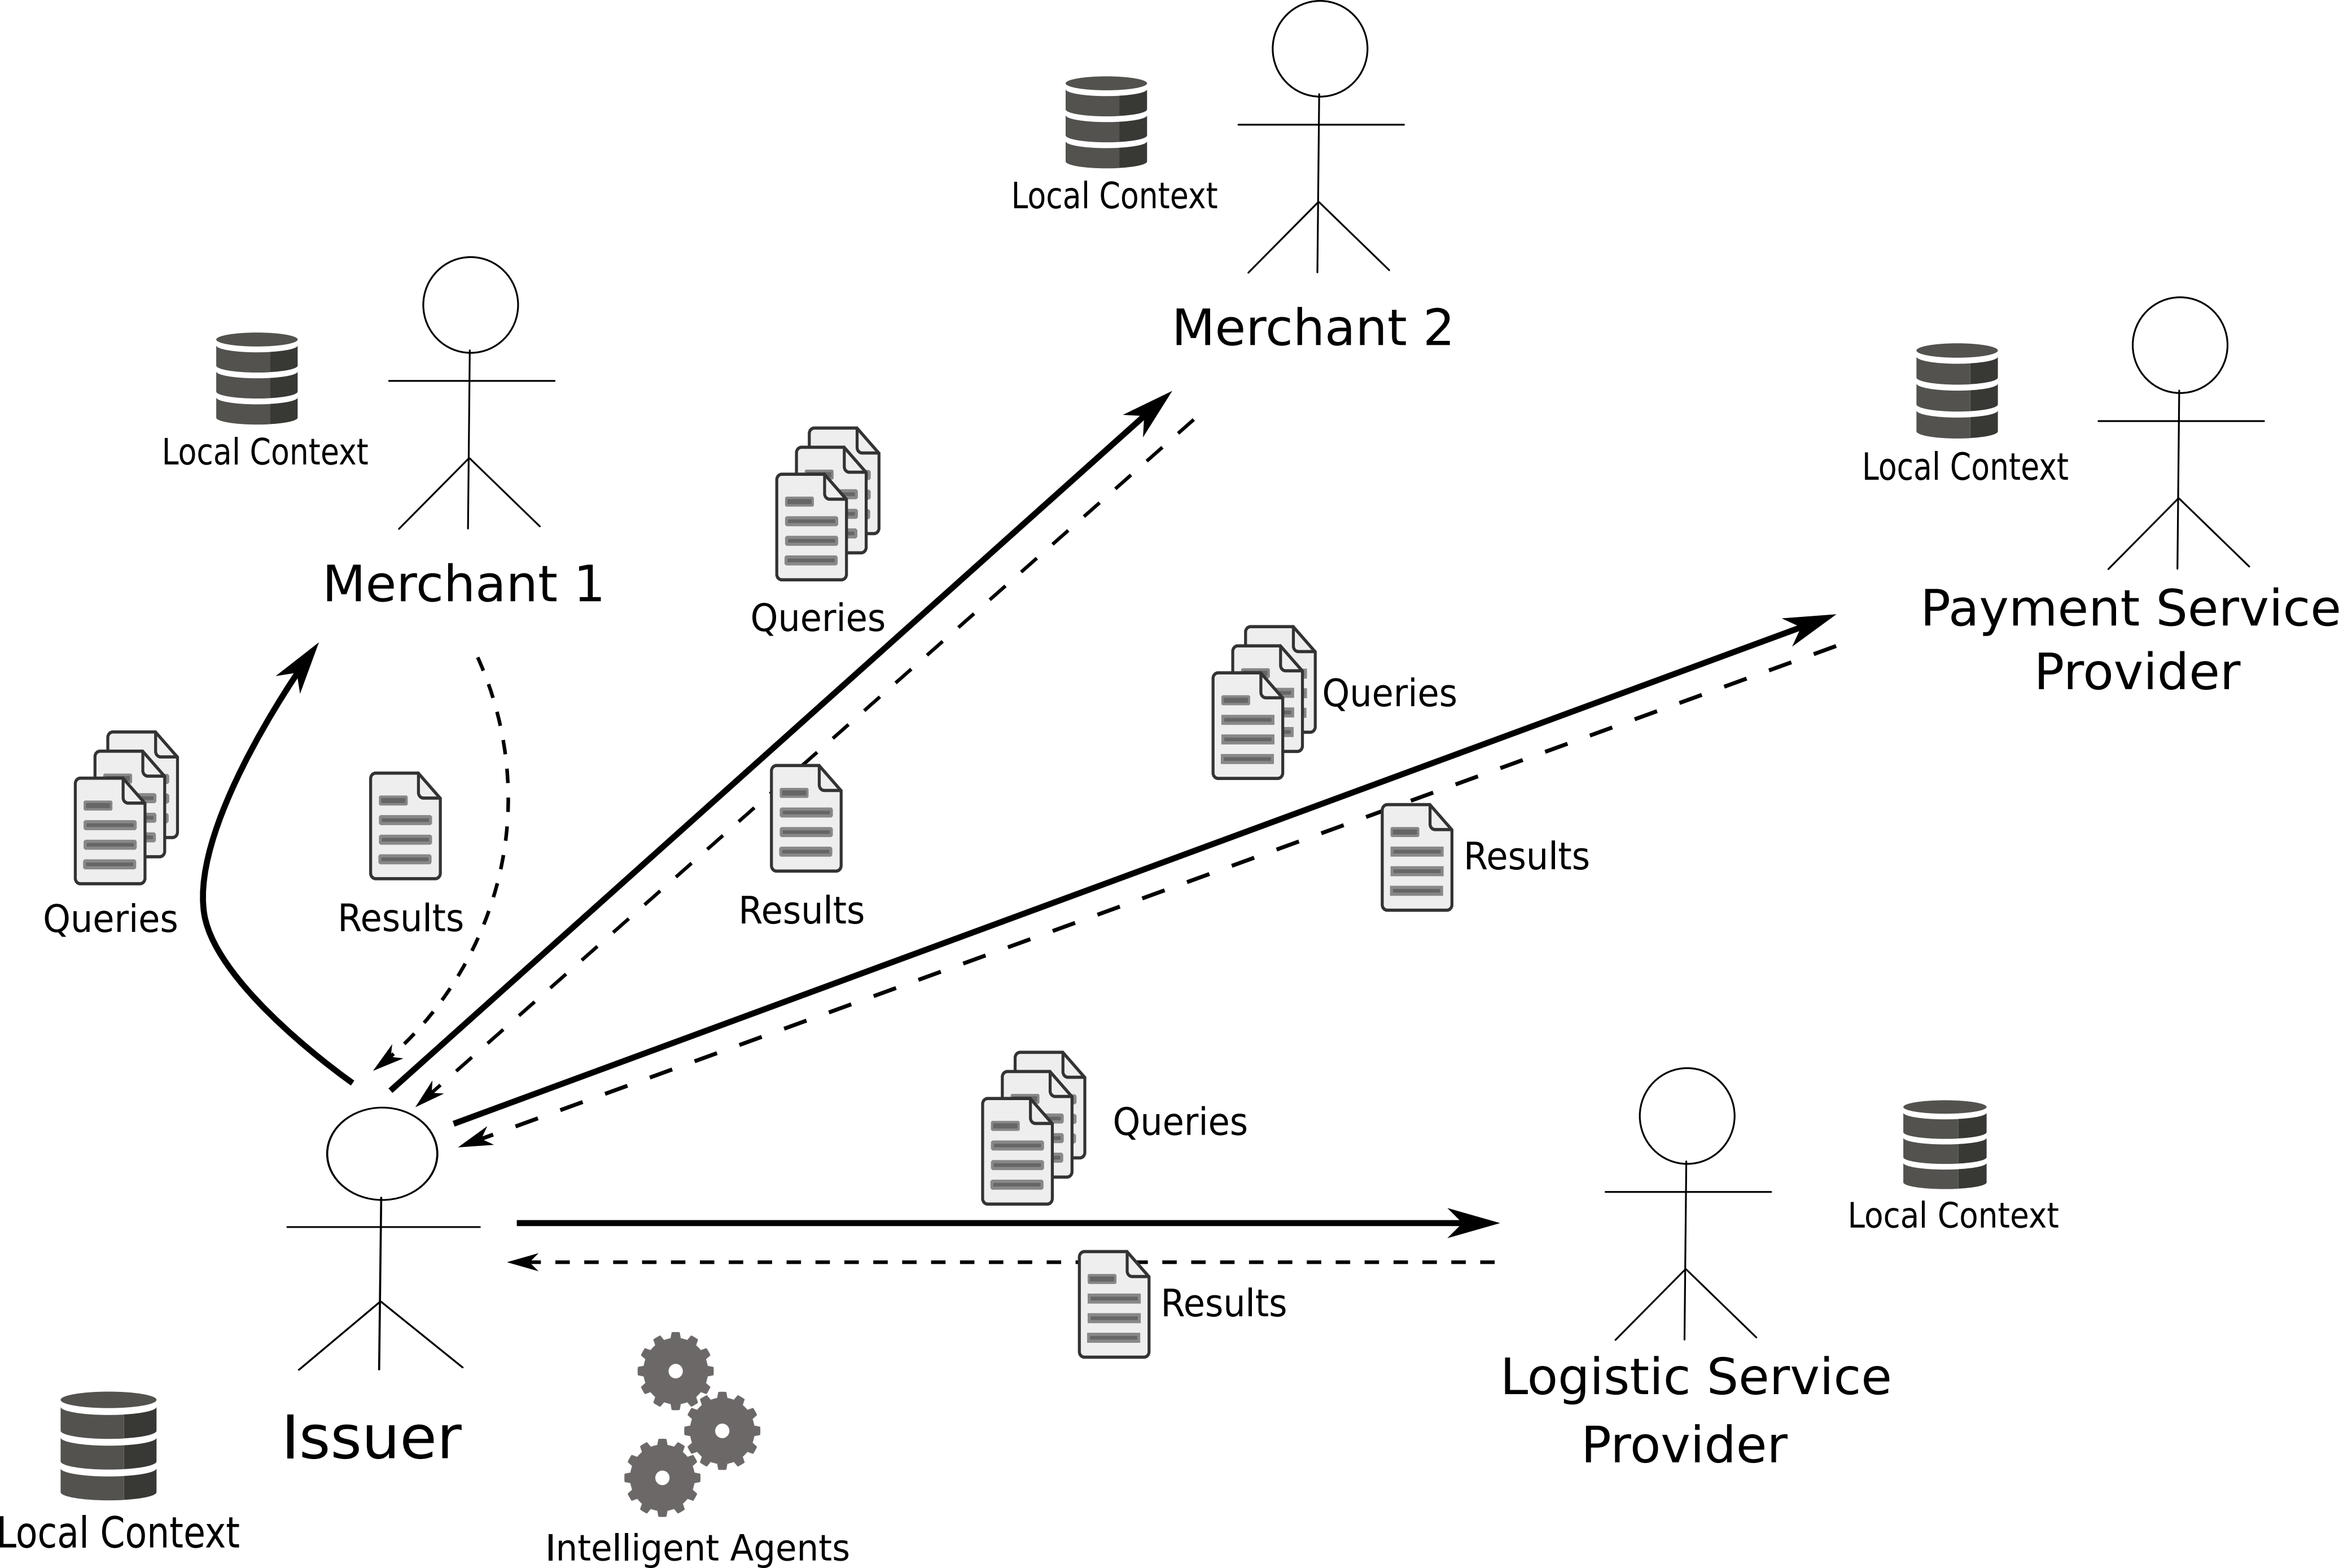 Local Context
Merchant 2
Local Context
Merchant 1
Local Context
Payment Service
Provider
Queries
Queries
Queries
Results
Results
Results
Queries
Results
Local Context
Logistic Service
Provider
Issuer
Local Context
Intelligent Agents